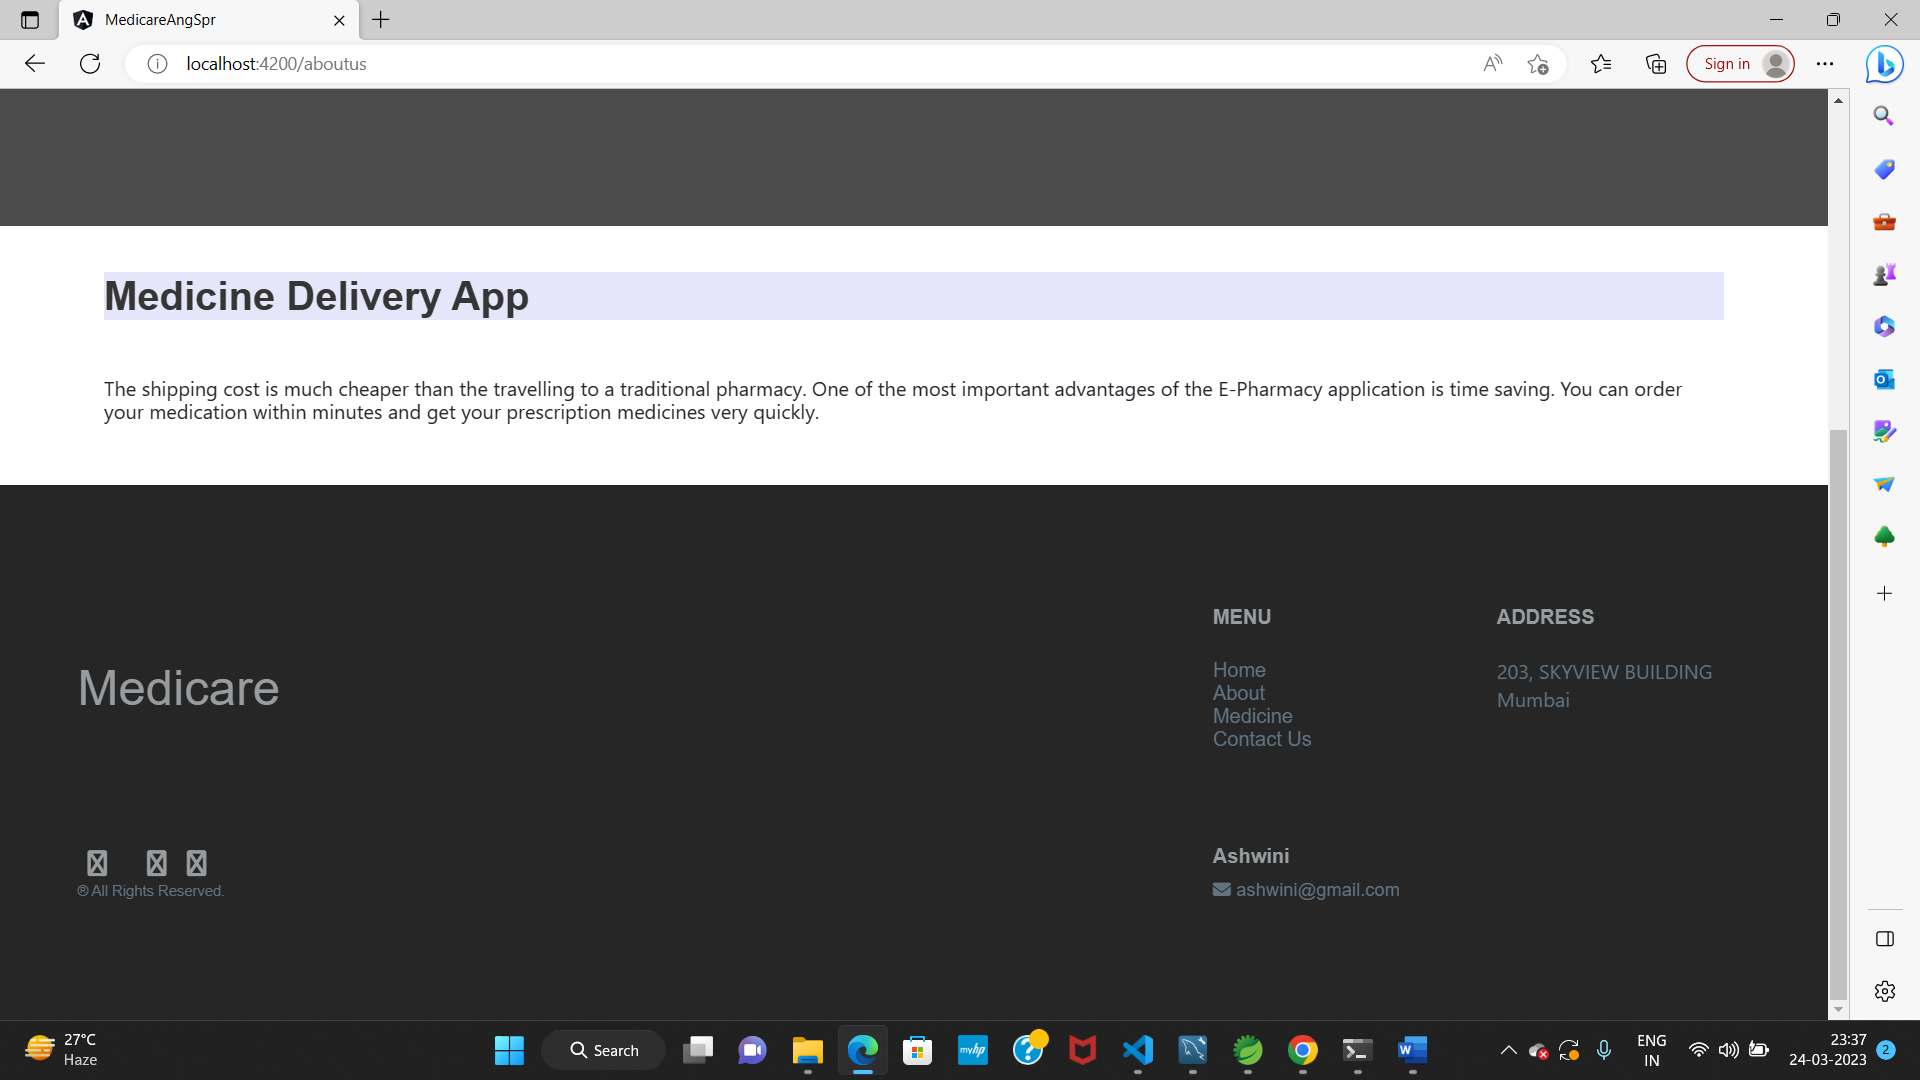 MedicareAngSpr
localhost:4200/aboutus
Sign in
Medicine Delivery App
The shipping cost is much cheaper than the travelling to a traditional pharmacy. One of the most important advantages of the E-Pharmacy application is time saving. You can order
your medication within minutes and get your prescription medicines very quickly.
Medicare
MENU
Home
About
Medicine
Contact Us
ADDRESS
203, SKYVIEW BUILDING
Mumbai
® All Rights Reserved.
Ashwini
ashwini@gmail.com
27°C
Haze
Search
myhp
ENG
IN
23:37
24-03-2023
2